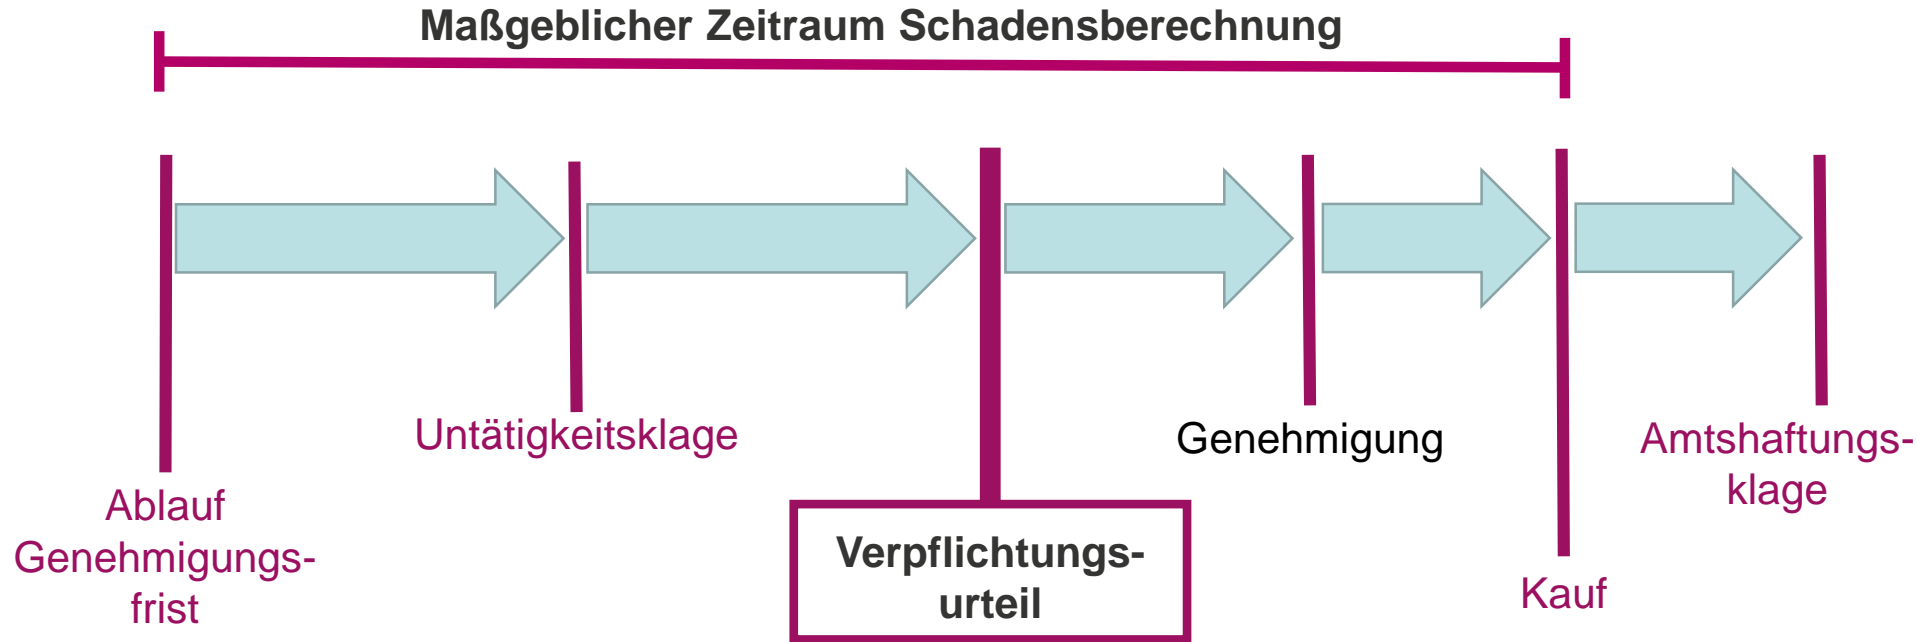 Maßgeblicher Zeitraum Schadensberechnung
Ablauf
Genehmigungs-
frist
Untätigkeitsklage
Verpflichtungs-
urteil
Genehmigung
Kauf
Amtshaftungs-
klage